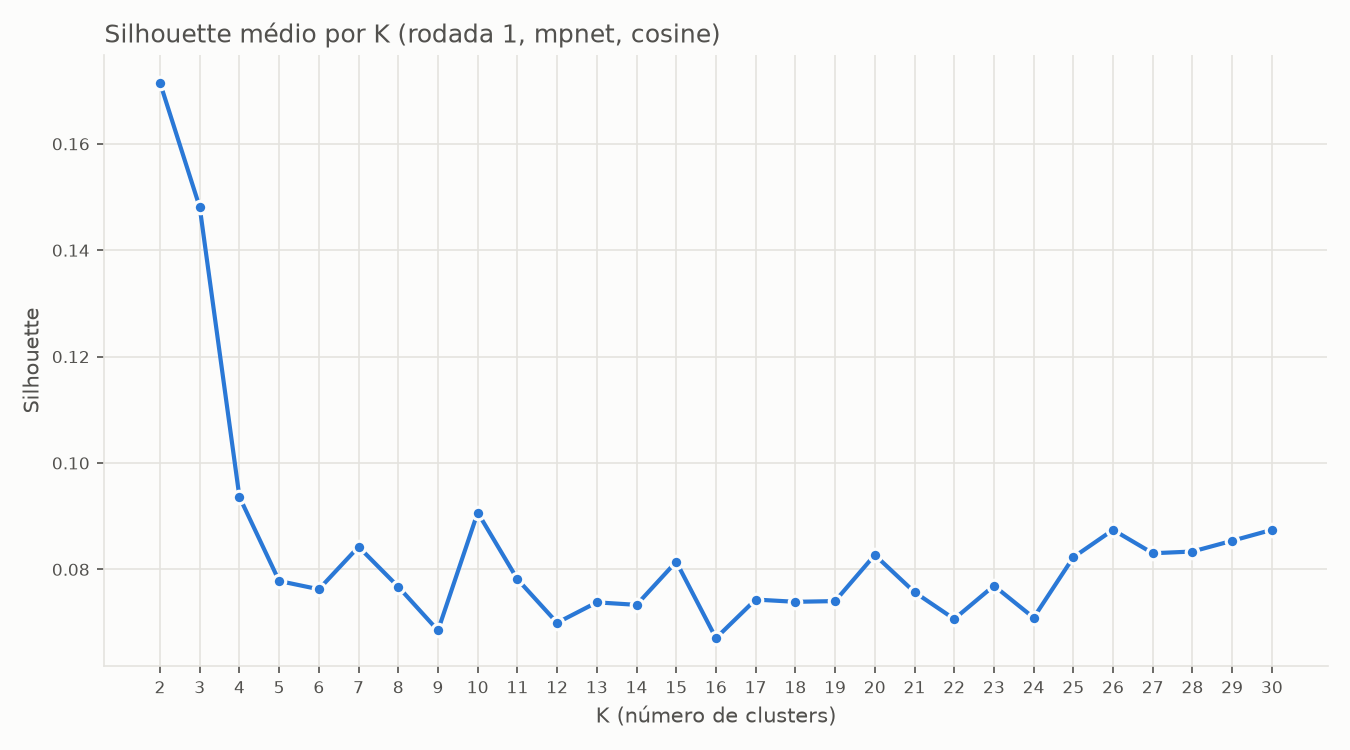 Silhouette médio por K (rodada 1, mpnet, cosine)
Silhouette
0.16
0.14
0.12
0.10
0.08
2 3 4 5 6 7 8 9 10 11 12 13 14 15 16 17 18 19 20 21 22 23 24 25 26 27 28 29 30
K (número de clusters)